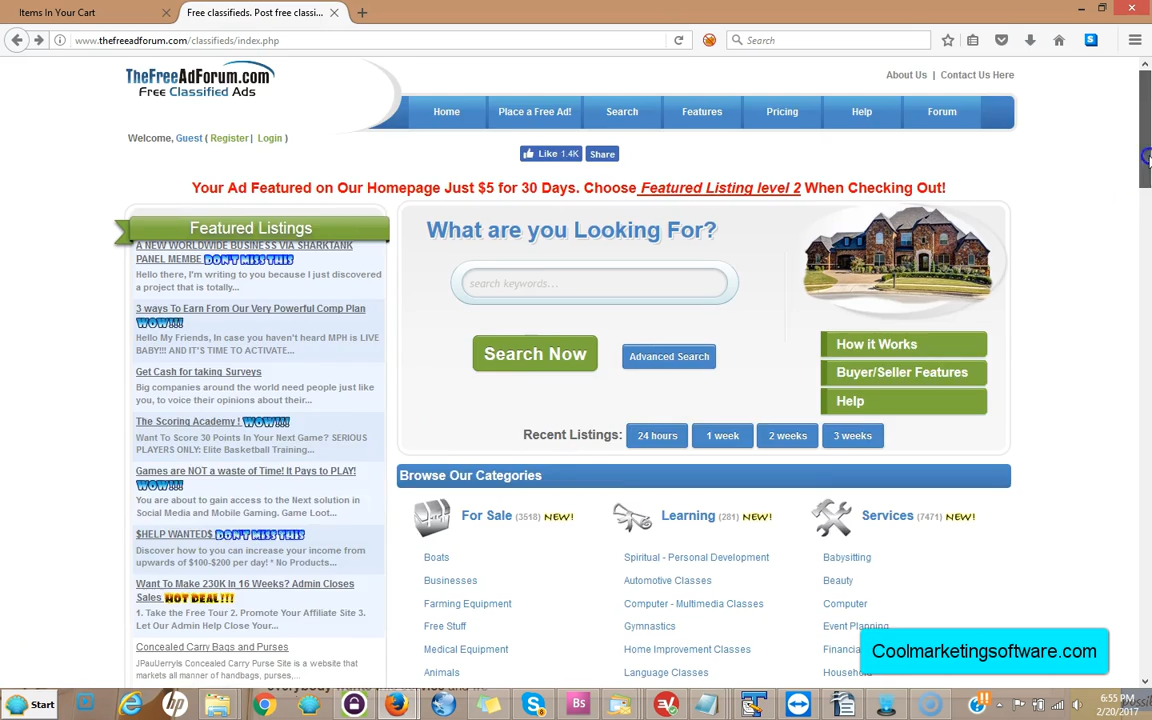 Items In Your Cart
Free classifieds. Post free classi...
www.thefreeadforum.com/classifieds/index.php
Search
TheFreeAdForum.com
Free Classified Ads
About Us | Contact Us Here
Home
Place a Free Ad!
Search
Features
Pricing
Help
Forum
Welcome, Guest ( Register | Login )
Like 1.4K
Share
Your Ad Featured on Our Homepage Just $5 for 30 Days. Choose Featured Listing level 2 When Checking Out!
Featured Listings
A NEW WORLDWIDE BUSINESS VIA SHARKTANK
PANEL MEMBE DON'T MISS THIS
Hello there, I'm writing to you because I just discovered
a project that is totally...
3 ways To Earn From Our Very Powerful Comp Plan
WOW!!!
Hello My Friends, In case you haven't heard MPH is LIVE
BABY!!! AND IT'S TIME TO ACTIVATE...
Get Cash for taking Surveys
Big companies around the world need people just like
you, to voice their opinions about their...
The Scoring Academy ! WOW!!!
Want To Score 30 Points In Your Next Game? SERIOUS
PLAYERS ONLY: Elite Basketball Training...
Games are NOT a waste of Time! It Pays to PLAY!
WOW!!!
You are about to gain access to the Next solution in
Social Media and Mobile Gaming. Game Loot...
$HELP WANTED$ DON'T MISS THIS
Discover how to you can increase your income from
upwards of $100-$200 per day! * No Products...
Want To Make 230K In 16 Weeks? Admin Closes
Sales HOT DEAL!!!
1. Take the Free Tour 2. Promote Your Affiliate Site 3.
Let Our Admin Help Close Your...
Concealed Carry Bags and Purses
JPauUerryIs Concealed Carry Purse Site is a website that
markets all manner of handbags, purses,...
What are you Looking For?
search keywords...
Search Now
Advanced Search
How it Works
Buyer/Seller Features
Help
Recent Listings:
24 hours
1 week
2 weeks
3 weeks
Browse Our Categories
For Sale (3518) NEW!
Boats
Businesses
Farming Equipment
Free Stuff
Medical Equipment
Animals
Learning (281) NEW!
Spiritual - Personal Development
Automotive Classes
Computer - Multimedia Classes
Gymnastics
Home Improvement Classes
Language Classes
Services (7471) NEW!
Babysitting
Beauty
Computer
Event Planning
Coolmarketingsoftware.com
Start
6:55 PM
2/20/2017